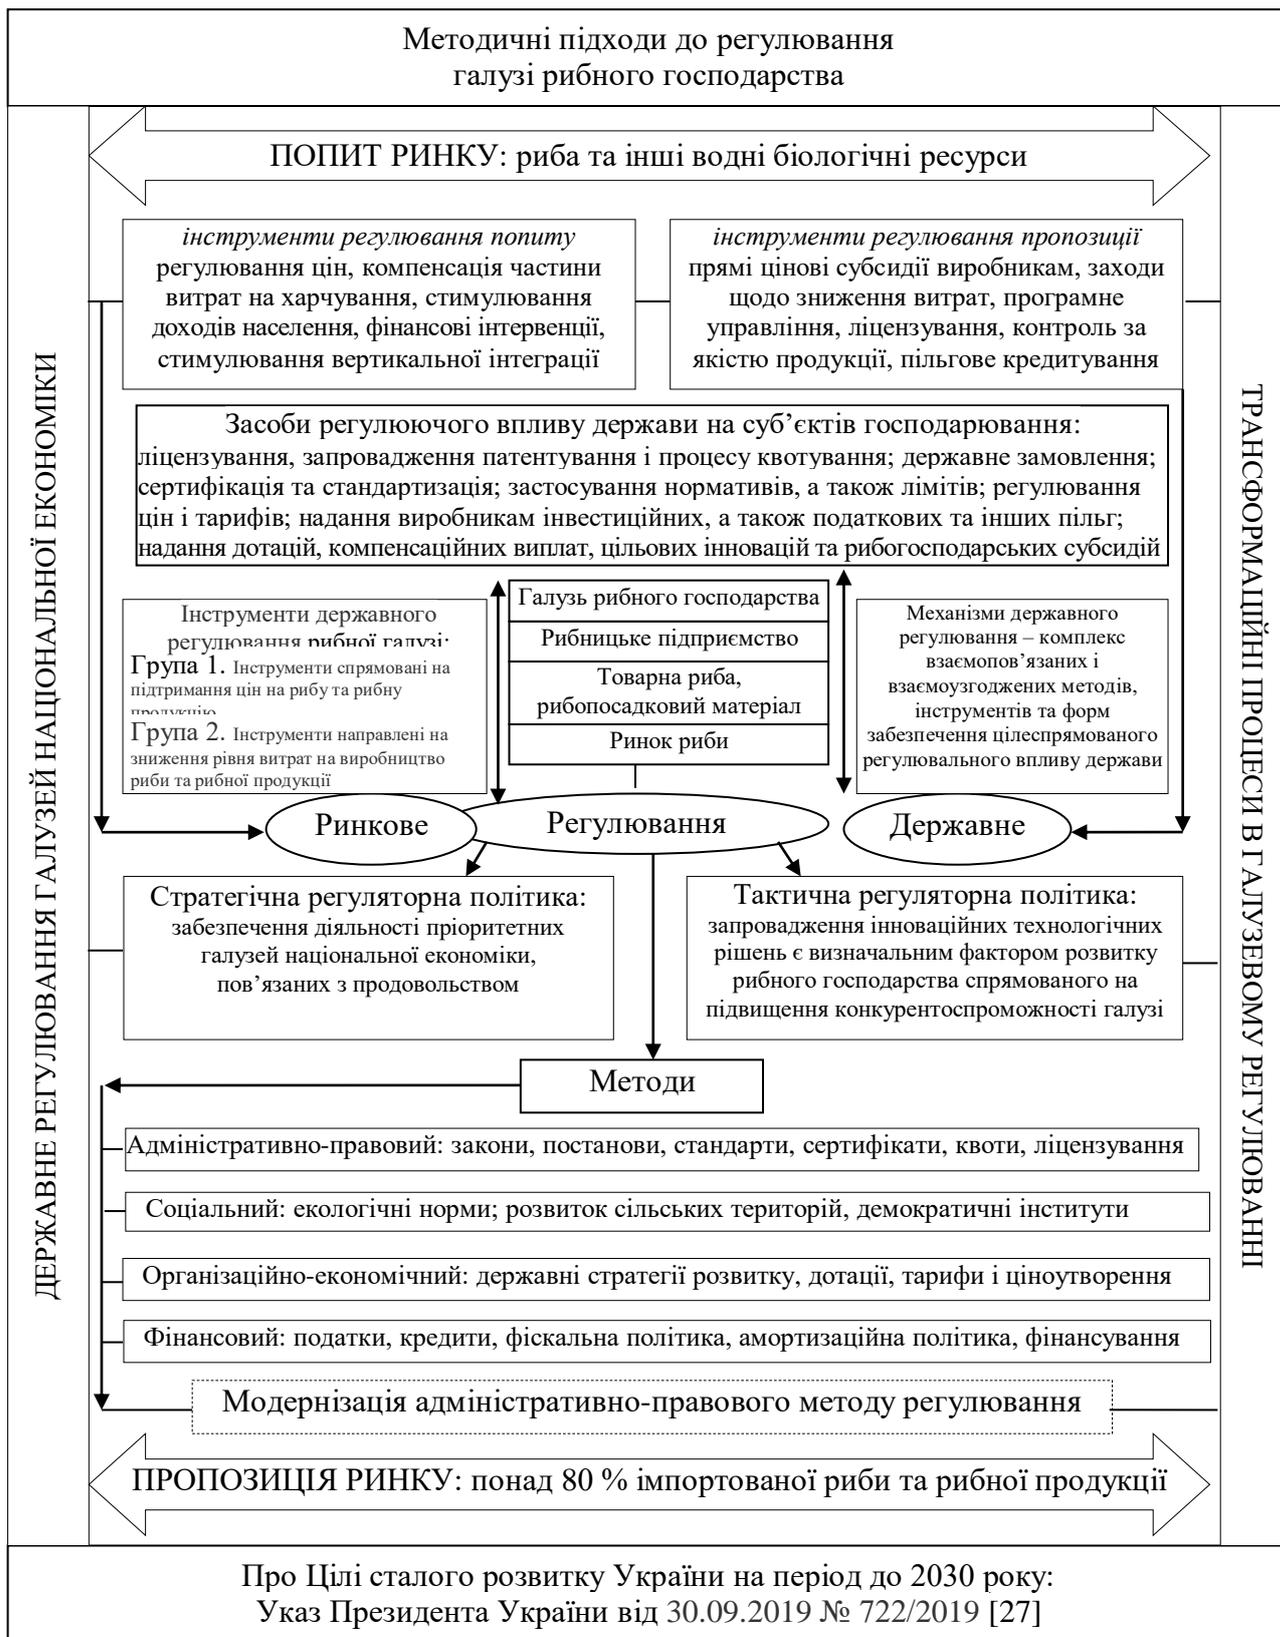 Методичні підходи до регулювання
галузі рибного господарства
ПОПИТ РИНКУ: риба та інші водні біологічні ресурси
ДЕРЖАВНЕ РЕГУЛЮВАННЯ ГАЛУЗЕЙ НАЦІОНАЛЬНОЇ ЕКОНОМІКИ
інструменти регулювання попиту
регулювання цін, компенсація частини
витрат на харчування, стимулювання
доходів населення, фінансові інтервенції,
стимулювання вертикальної інтеграції
інструменти регулювання пропозиції
прямі цінові субсидії виробникам, заходи
щодо зниження витрат, програмне
управління, ліцензування, контроль за
якістю продукції, пільгове кредитування
ТРАНСФОРМАЦІЙНІ ПРОЦЕСИ В ГАЛУЗЕВОМУ РЕГУЛЮВАННІ
Засоби регулюючого впливу держави на суб’єктів господарювання:
ліцензування, запровадження патентування і процесу квотування; державне замовлення;
сертифікація та стандартизація; застосування нормативів, а також лімітів; регулювання
цін і тарифів; надання виробникам інвестиційних, а також податкових та інших пільг;
надання дотацій, компенсаційних виплат, цільових інновацій та рибогосподарських субсидій
Інструменти державного
регулювання рибної галузі:
Група 1. Інструменти спрямовані на
підтримання цін на рибу та рибну
продукцію
Група 2. Інструменти направлені на
зниження рівня витрат на виробництво
риби та рибної продукції
Галузь рибного господарства
Рибницьке підприємство
Товарна риба,
рибопосадковий матеріал
Ринок риби
Механізми державного
регулювання – комплекс
взаємопов’язаних і
взаємоузгоджених методів,
інструментів та форм
забезпечення цілеспрямованого
регулювального впливу держави
Ринкове
Регулювання
Державне
Стратегічна регуляторна політика:
забезпечення діяльності пріоритетних
галузей національної економіки,
пов’язаних з продовольством
Тактична регуляторна політика:
запровадження інноваційних технологічних
рішень є визначальним фактором розвитку
рибного господарства спрямованого на
підвищення конкурентоспроможності галузі
Методи
Адміністративно-правовий: закони, постанови, стандарти, сертифікати, квоти, ліцензування
Соціальний: екологічні норми; розвиток сільських територій, демократичні інститути
Організаційно-економічний: державні стратегії розвитку, дотації, тарифи і ціноутворення
Фінансовий: податки, кредити, фіскальна політика, амортизаційна політика, фінансування
Модернізація адміністративно-правового методу регулювання
ПРОПОЗИЦІЯ РИНКУ: понад 80 % імпортованої риби та рибної продукції
Про Цілі сталого розвитку України на період до 2030 року:
Указ Президента України від 30.09.2019 № 722/2019 [27]